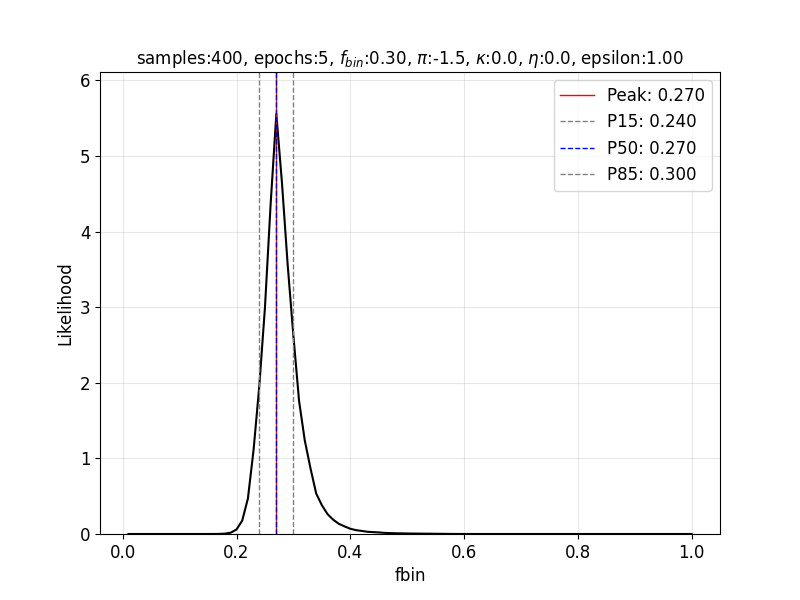 samples:400, epochs:5, $f_{bin}$:0.30, π:-1.5, κ:0.0, η:0.0, epsilon:1.00
Peak: 0.270
P15: 0.240
P50: 0.270
P85: 0.300
Likelihood
6
5
4
3
2
1
0
0.0 0.2 0.4 0.6 0.8 1.0
fbin